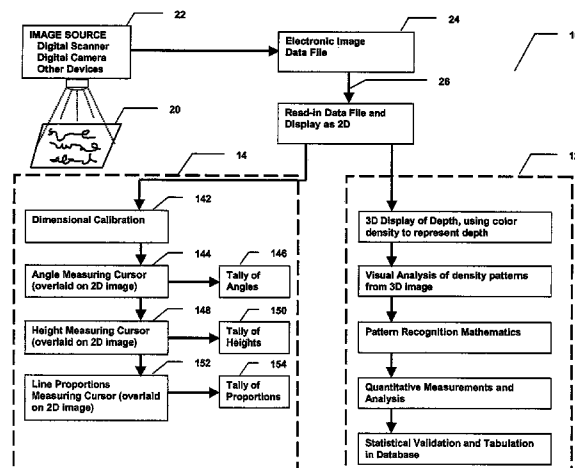 22
IMAGE SOURCE
Digital Scanner
Digital Camera
Other Devices
24
Electronic Image
Data File
26
20
Read-in Data File and
Display as 2D
14
142
Dimensional Calibration
144
Angle Measuring Cursor
(overlaid on 2D image)
146
Tally of
Angles
148
Height Measuring Cursor
(overlaid on 2D image)
150
Tally of
Heights
152
Line Proportions
Measuring Cursor (overlaid
on 2D image)
154
Tally of
Proportions
3D Display of Depth, using color
density to represent depth
Visual Analysis of density patterns
from 3D image
Pattern Recognition Mathematics
Quantitative Measurements and
Analysis
Statistical Validation and Tabulation
in Database